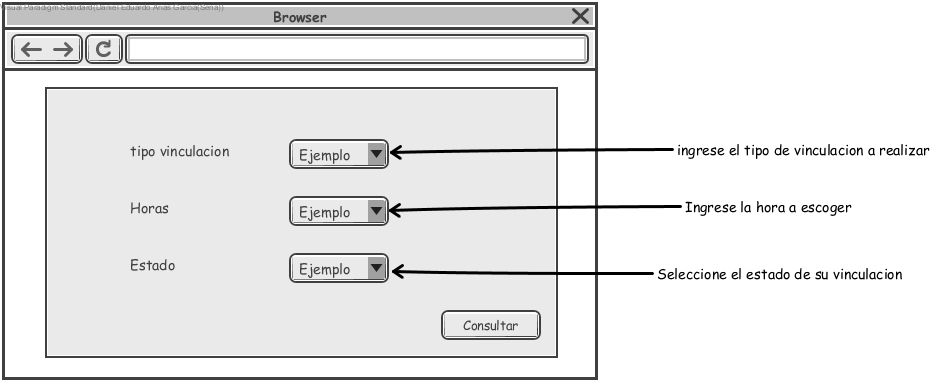 Visual Paradigm Standard(Daniel Eduardo Arias Garcia(Sena))
Browser
tipo vinculacion
Ejemplo
ingrese el tipo de vinculacion a realizar
Horas
Ejemplo
Ingrese la hora a escoger
Estado
Ejemplo
Seleccione el estado de su vinculacion
Consultar